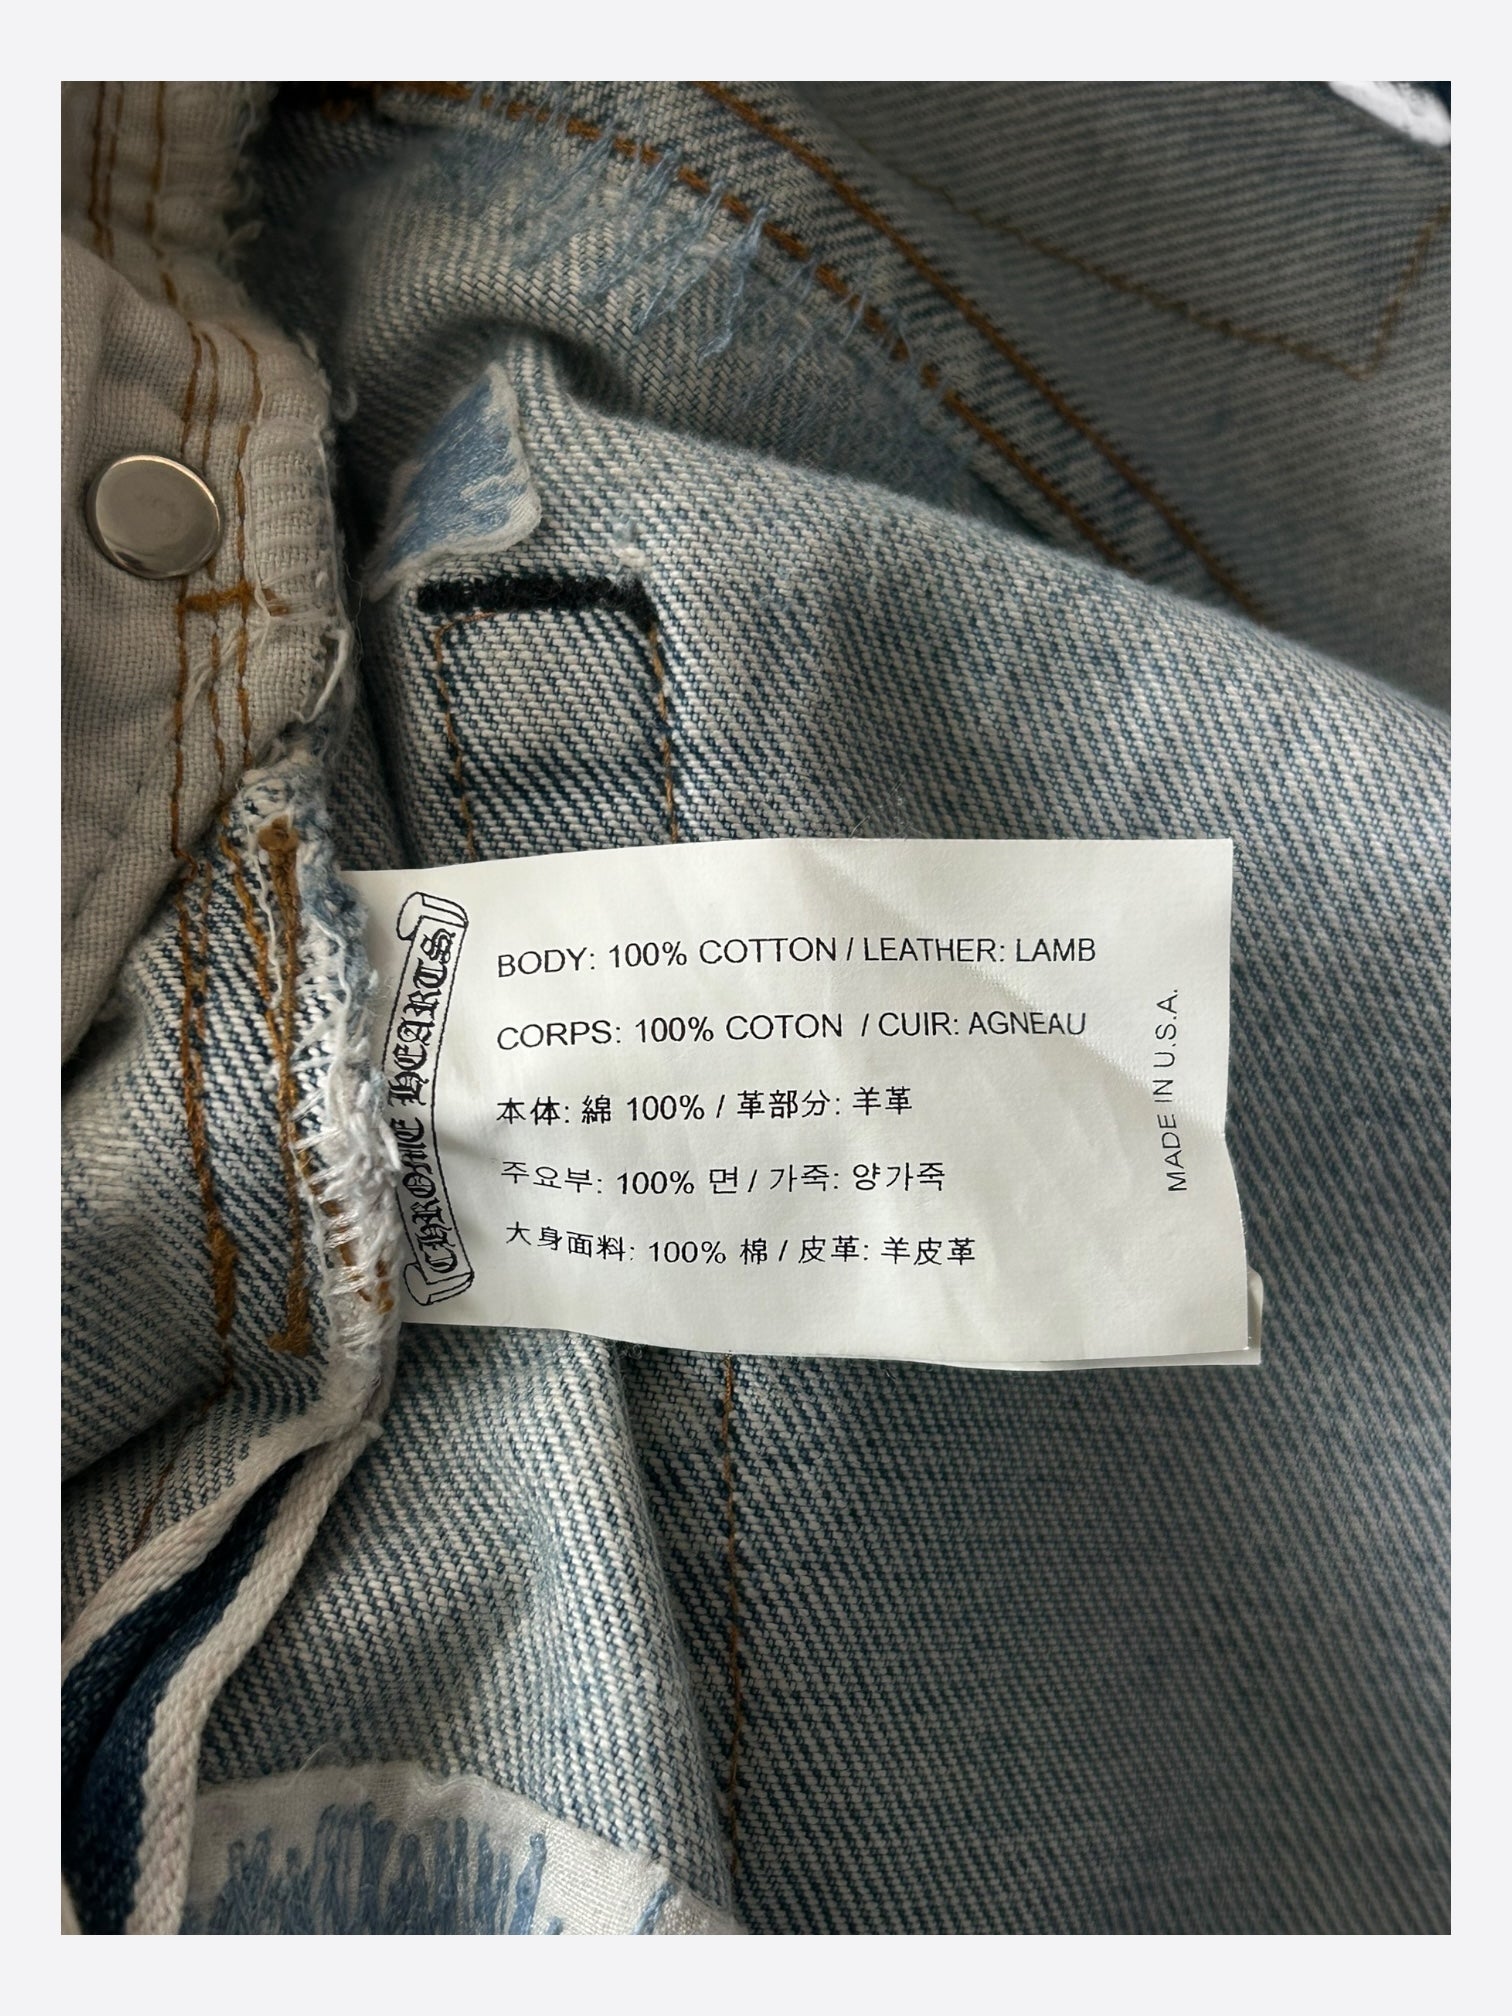 CHROME HEARTS
BODY: 100% COTTON / LEATHER: LAMB
CORPS: 100% COTON / CUIR: AGNEAU
本体: 綿 100% / 革部分: 羊革
주요부: 100% 면 / 가죽: 양가죽
大身面料: 100% 棉 / 皮革: 羊皮革
MADE IN U.S.A.